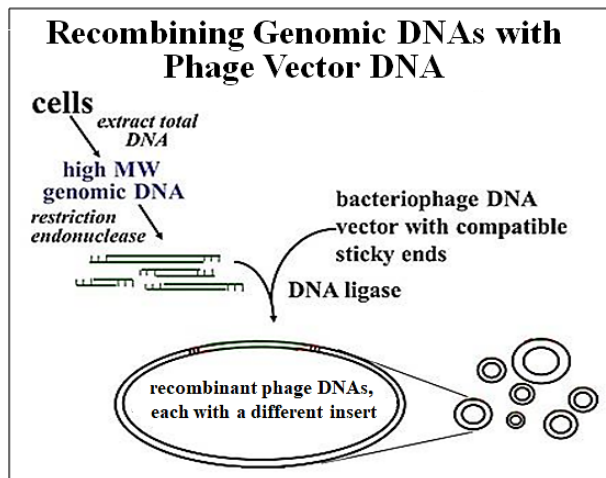 Recombining Genomic DNAs with
Phage Vector DNA
cells
extract total
DNA
high MW
genomic DNA
restriction
endonuclease
bacteriophage DNA
vector with compatible
sticky ends
DNA ligase
recombinant phage DNAs,
each with a different insert